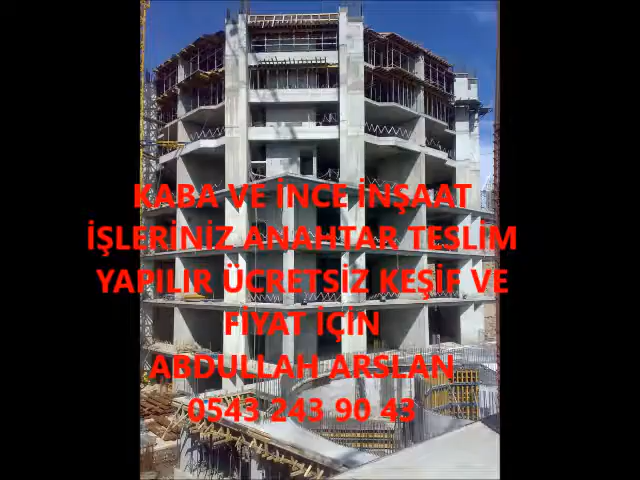 KABA VE İNCE İNŞAAT
İŞLERİNİZ ANAHTAR TESLİM
YAPILIR ÜCRETSİZ KEŞİF VE
FİYAT İÇİN
ABDULLAH ARSLAN
0543 243 90 43